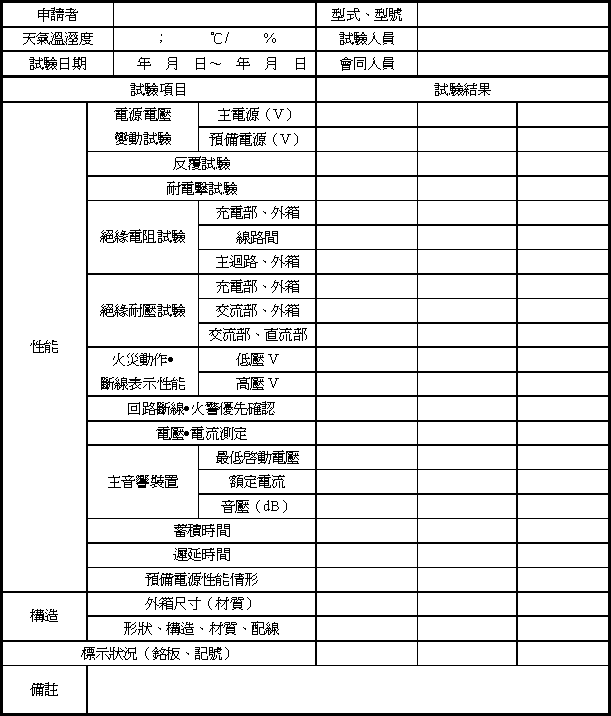 申請者 型式、型號
天氣溫溼度 ； ℃/ % 試驗人員
試驗日期 年 月 日～ 年 月 日 會同人員
試驗項目 試驗結果
性能
電源電壓
變動試驗
主電源（V）
預備電源（V）
反覆試驗
耐電擊試驗
絕緣電阻試驗
充電部、外箱
線路間
主迴路、外箱
絕緣耐壓試驗
充電部、外箱
交流部、外箱
交流部、直流部
火災動作•
斷線表示性能
低壓V
高壓V
回路斷線•火警優先確認
電壓•電流測定
主音響裝置
最低啓動電壓
額定電流
音壓（dB）
蓄積時間
遲延時間
預備電源性能情形
構造
外箱尺寸（材質）
形狀、構造、材質、配線
標示狀況（銘板、記號）
備註